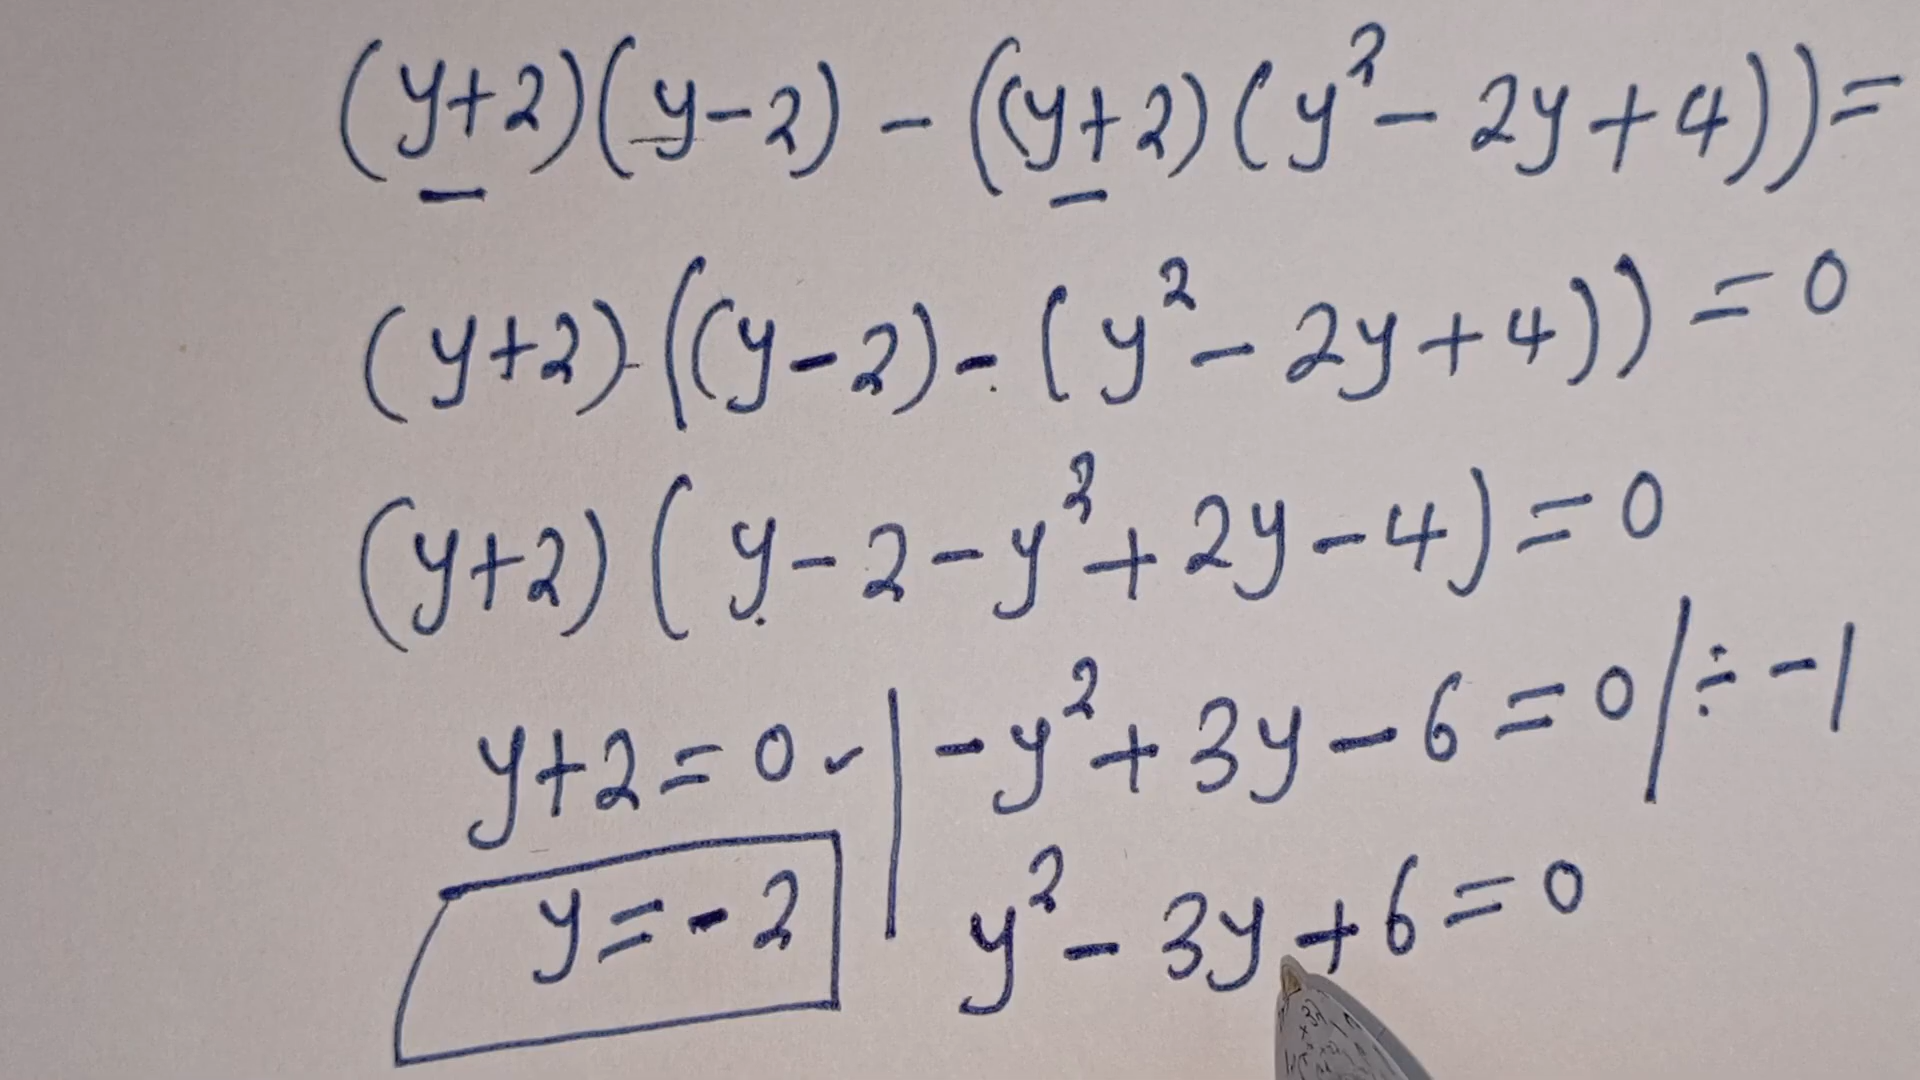 (y+2)(y-2) - ((y+2)(y² - 2y + 4)) =
(y+2)((y-2) - (y² - 2y + 4)) = 0
(y+2)(y - 2 - y² + 2y - 4) = 0
y+2 = 0 | -y² + 3y - 6 = 0 / ÷ -1
y = -2 | y² - 3y + 6 = 0